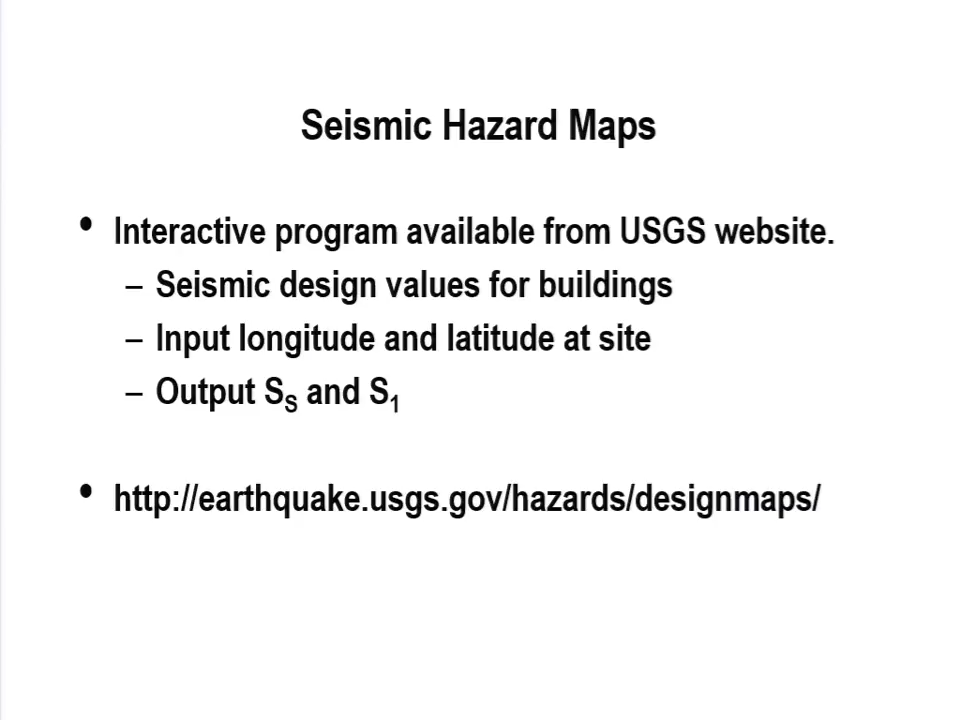 Seismic Hazard Maps
• Interactive program available from USGS website.
– Seismic design values for buildings
– Input longitude and latitude at site
– Output SS and S1
• http://earthquake.usgs.gov/hazards/designmaps/